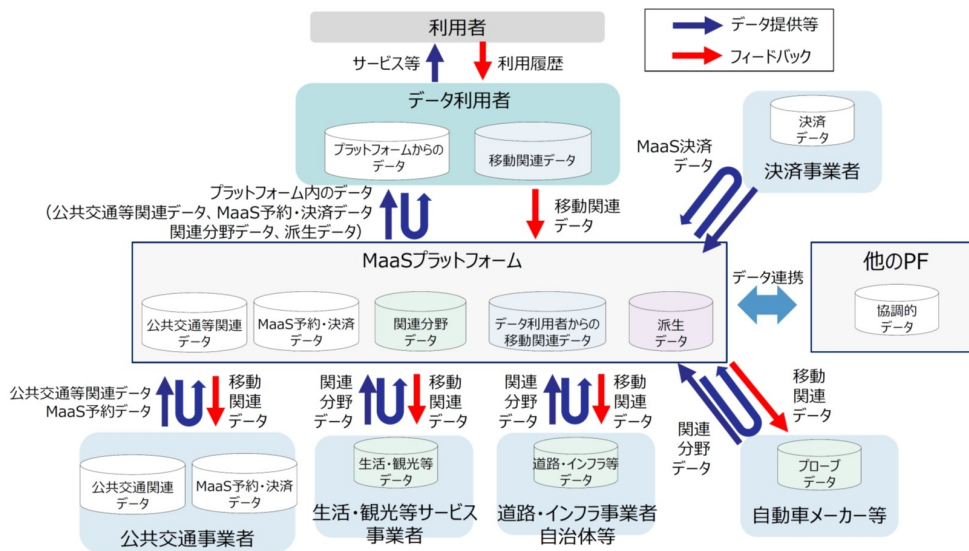 利用者
データ提供等
フィードバック
サービス等
利用履歴
データ利用者
プラットフォームからの
データ
移動関連データ
決済
データ
決済事業者
MaaS決済
データ
プラットフォーム内のデータ
（公共交通等関連データ、MaaS予約・決済データ
関連分野データ、派生データ）
移動関連
データ
MaaSプラットフォーム
公共交通等関連
データ
MaaS予約・決済
データ
関連分野
データ
データ利用者からの
移動関連データ
派生
データ
データ連携
他のPF
協調的
データ
公共交通等関連データ
MaaS予約データ
移動
関連
データ
関連
分野
データ
移動
関連
データ
関連
分野
データ
移動
関連
データ
関連
分野
データ
移動
関連
データ
公共交通関連
データ
MaaS予約・決済
データ
公共交通事業者
生活・観光等
データ
生活・観光等サービス
事業者
道路・インフラ等
データ
道路・インフラ事業者
自治体等
プローブ
データ
自動車メーカー等